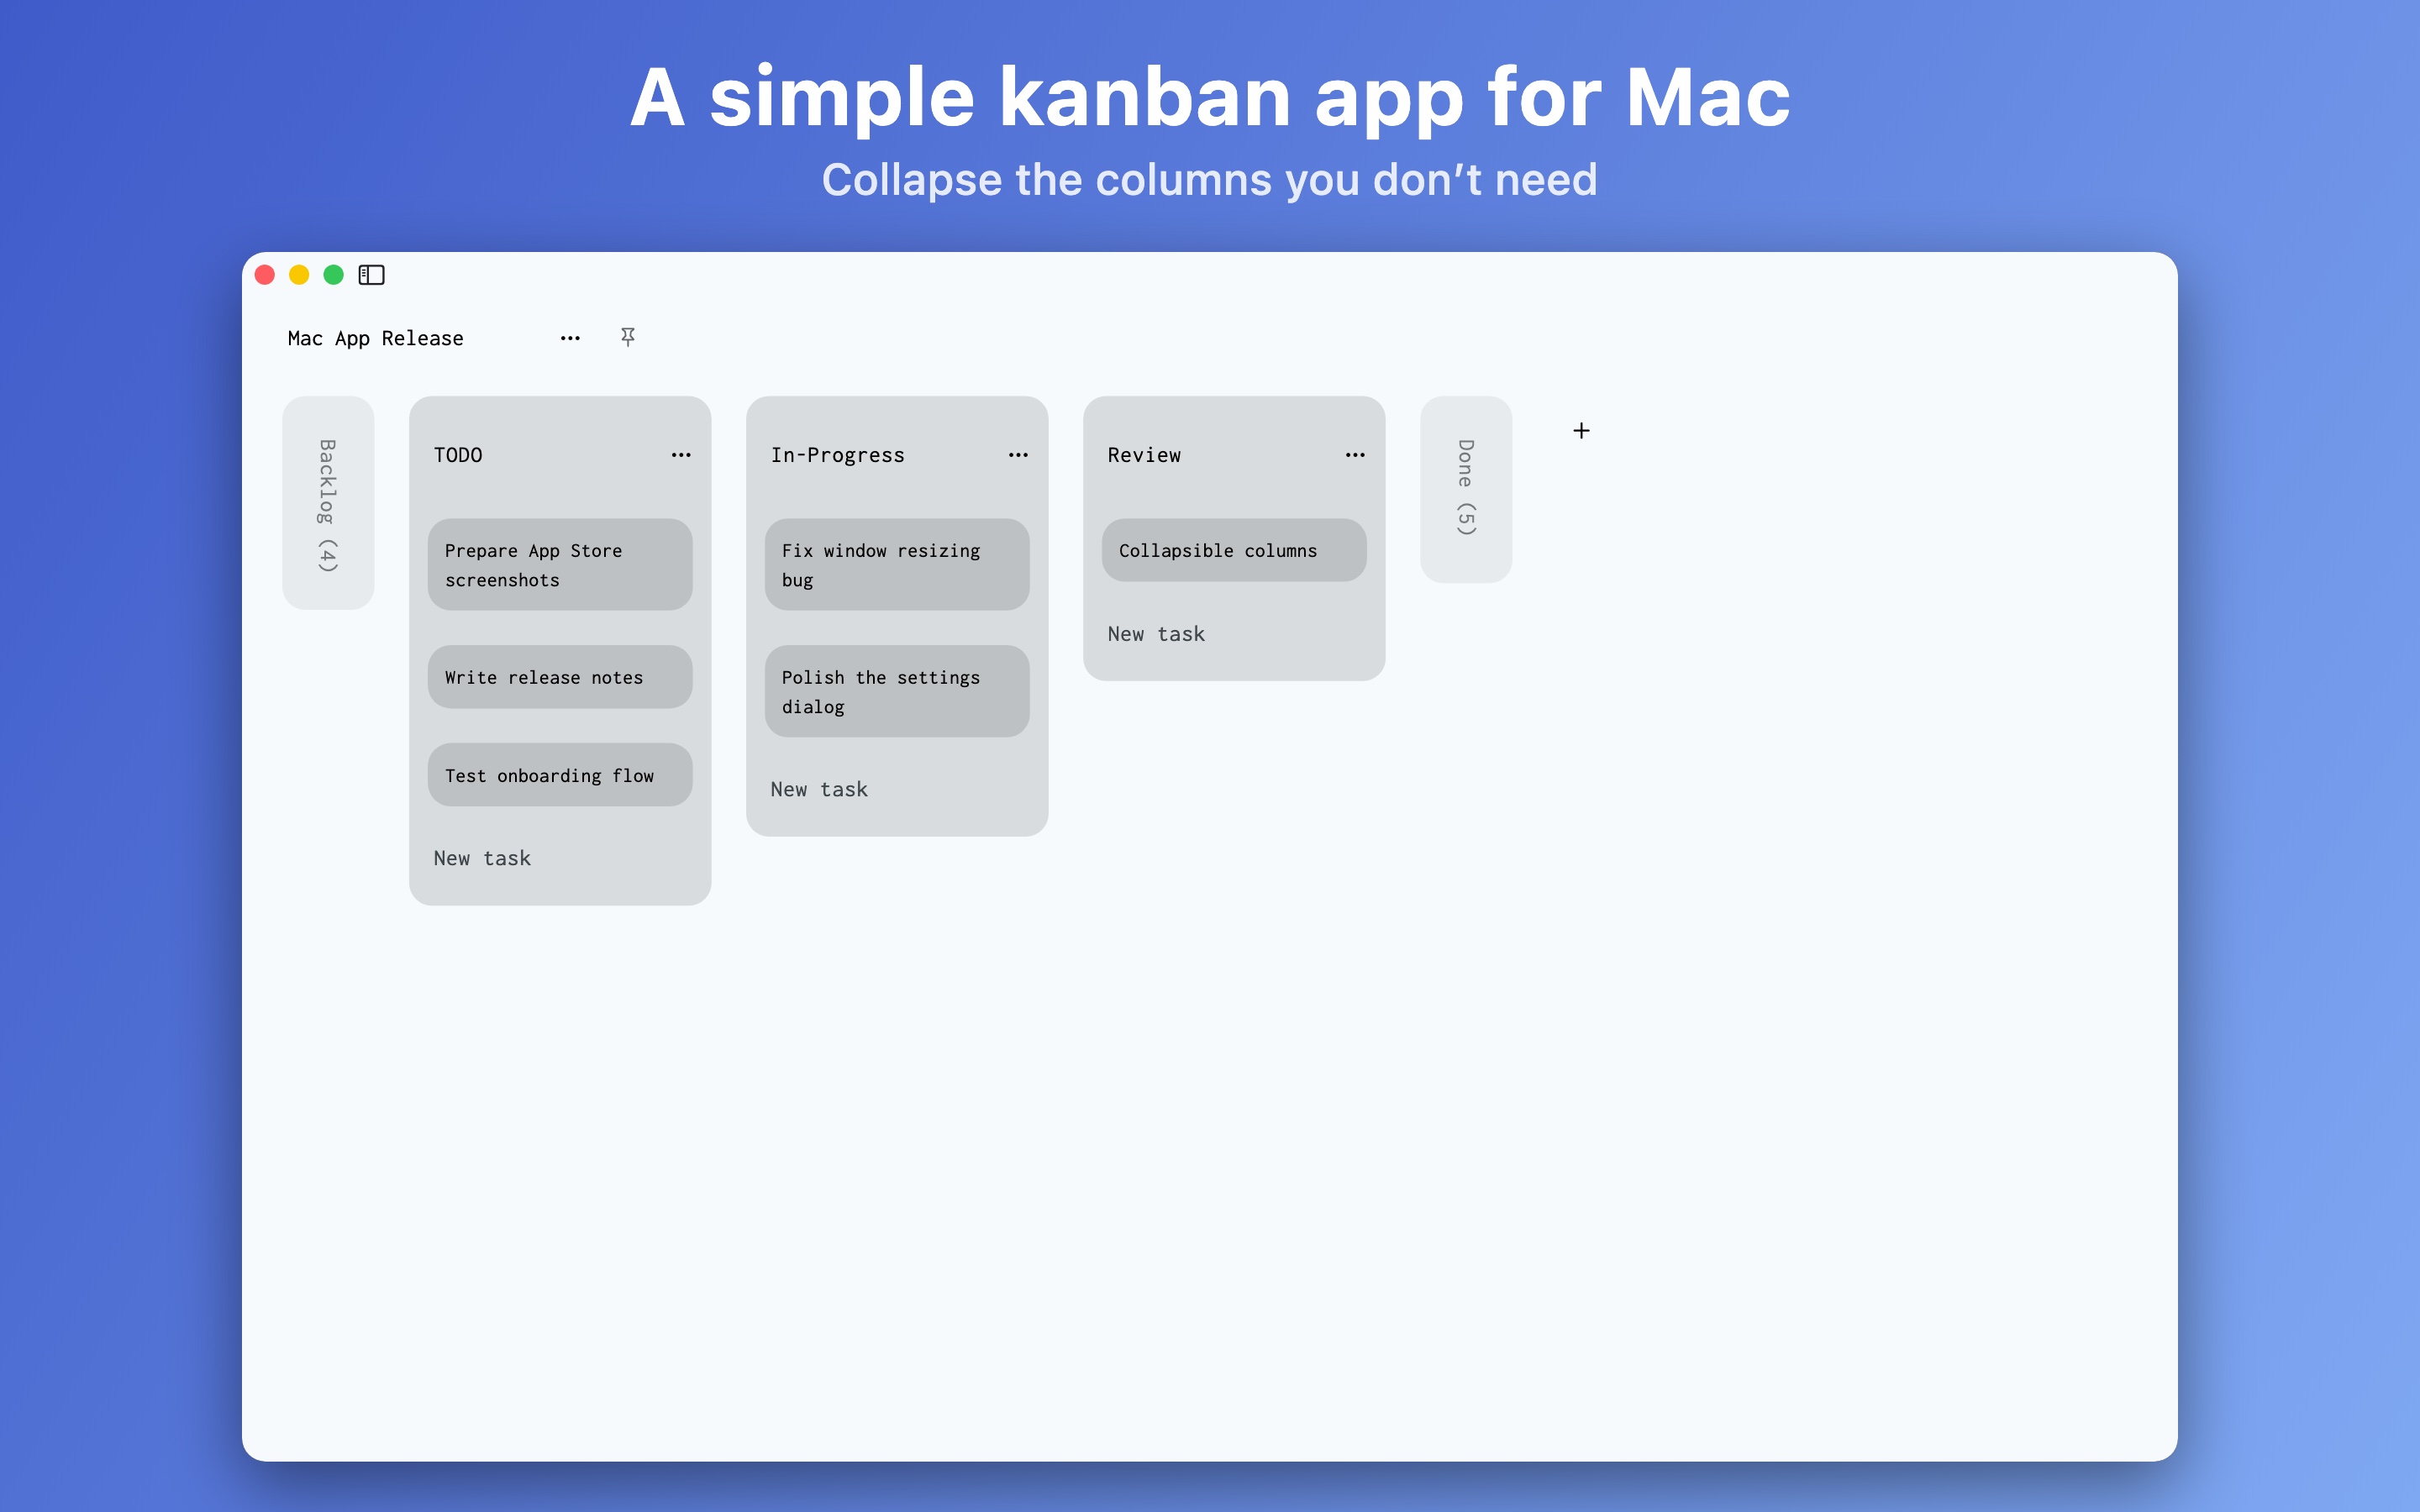 A simple kanban app for Mac
Collapse the columns you don’t need
Mac App Release
Backlog (4)
TODO
Prepare App Store
screenshots
Write release notes
Test onboarding flow
New task
In-Progress
Fix window resizing
bug
Polish the settings
dialog
New task
Review
Collapsible columns
New task
Done (5)